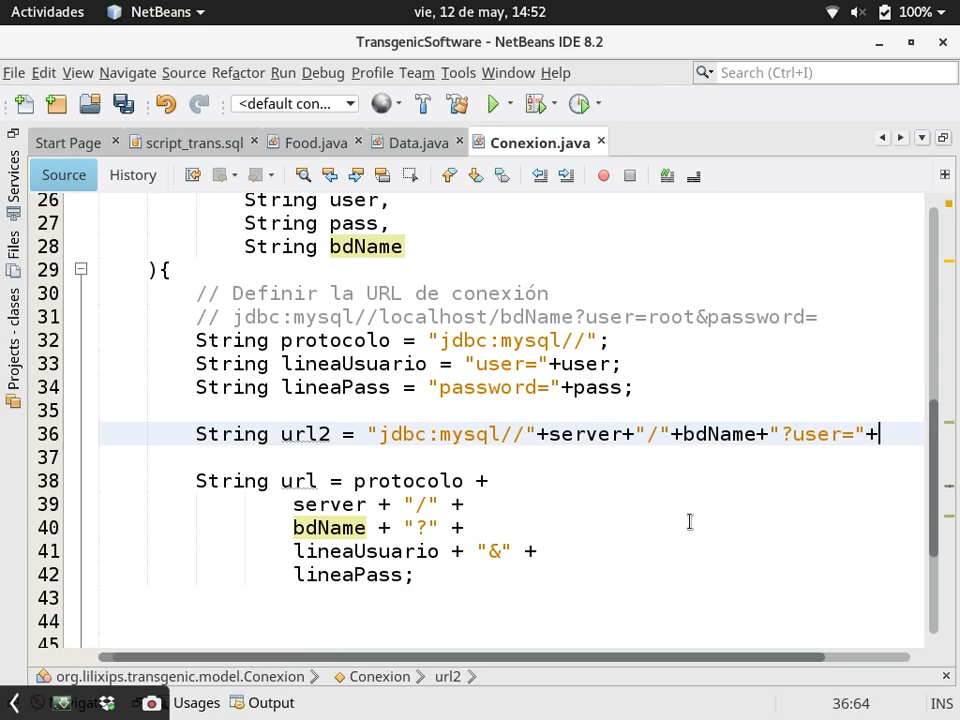 Actividades NetBeans vie, 12 de may, 14:52 100%
TransgenicSoftware - NetBeans IDE 8.2
File Edit View Navigate Source Refactor Run Debug Profile Team Tools Window Help Search (Ctrl+I)
<default con...
Start Page script_trans.sql Food.java Data.java Conexion.java
Source History
Services
Files
Projects - clases
26 String user,
27 String pass,
28 String bdName
29 ){
30 // Definir la URL de conexión
31 // jdbc:mysql//localhost/bdName?user=root&password=
32 String protocolo = "jdbc:mysql//";
33 String lineaUsuario = "user="+user;
34 String lineaPass = "password="+pass;
35
36 String url2 = "jdbc:mysql//"+server+"/"+bdName+"?user="+
37
38 String url = protocolo +
39 server + "/" +
40 bdName + "?" +
41 lineaUsuario + "&" +
42 lineaPass;
43
44
45
org.lilixips.transgenic.model.Conexion Conexion url2
Usages Output 36:64 INS